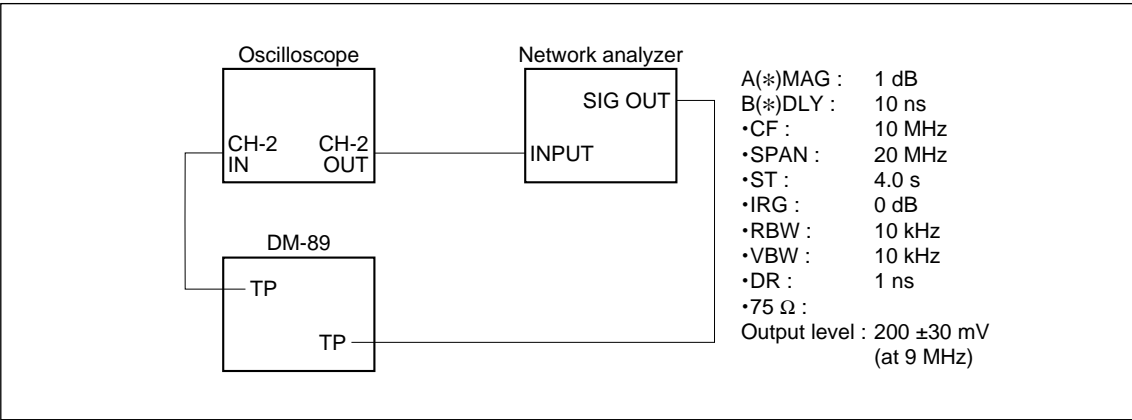 Oscilloscope
CH-2 IN
CH-2 OUT
Network analyzer
SIG OUT
INPUT
DM-89
TP
TP
A(∗)MAG : 1 dB
B(∗)DLY : 10 ns
•CF : 10 MHz
•SPAN : 20 MHz
•ST : 4.0 s
•IRG : 0 dB
•RBW : 10 kHz
•VBW : 10 kHz
•DR : 1 ns
•75 Ω :
Output level : 200 ±30 mV
(at 9 MHz)